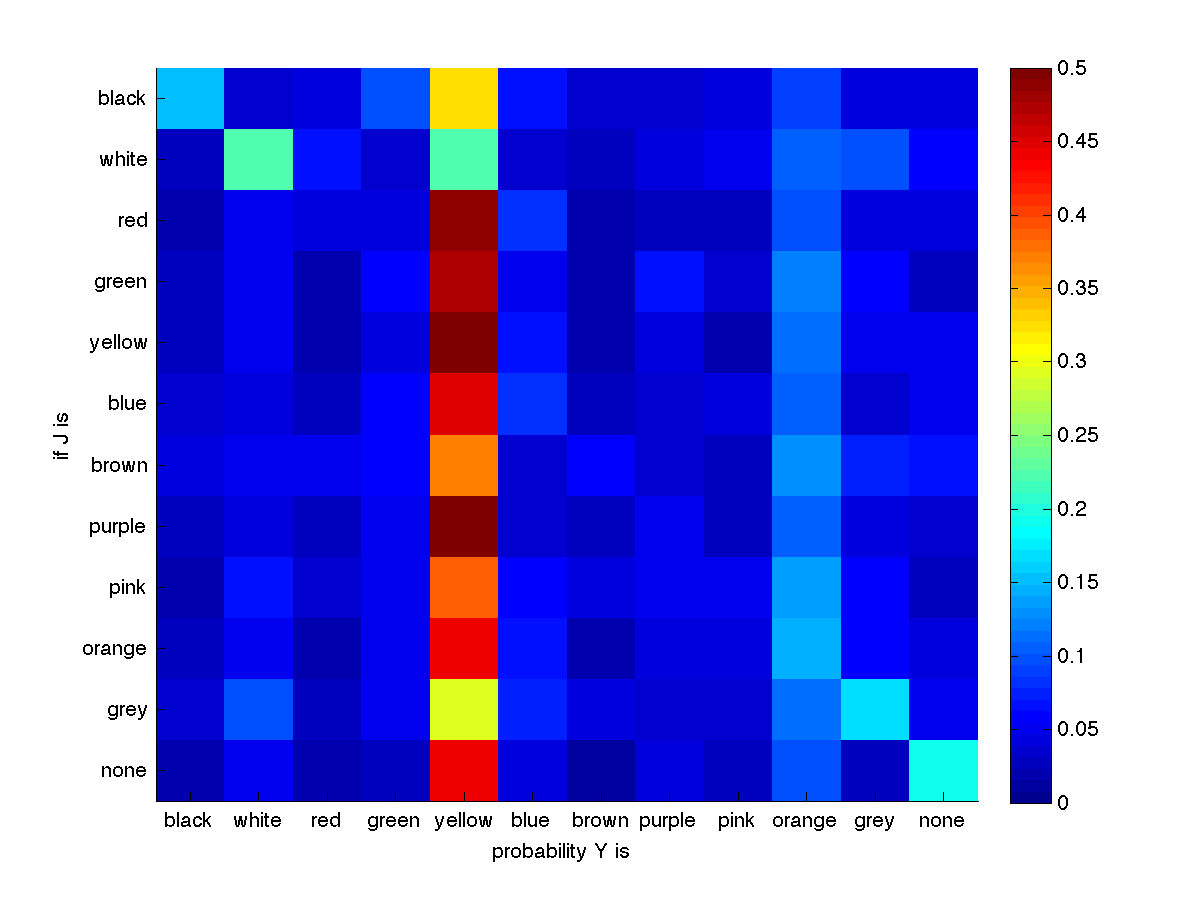 black
white
red
green
yellow
blue
brown
purple
pink
orange
grey
none
if J is
black white red green yellow blue brown purple pink orange grey none
probability Y is
0.5
0.45
0.4
0.35
0.3
0.25
0.2
0.15
0.1
0.05
0